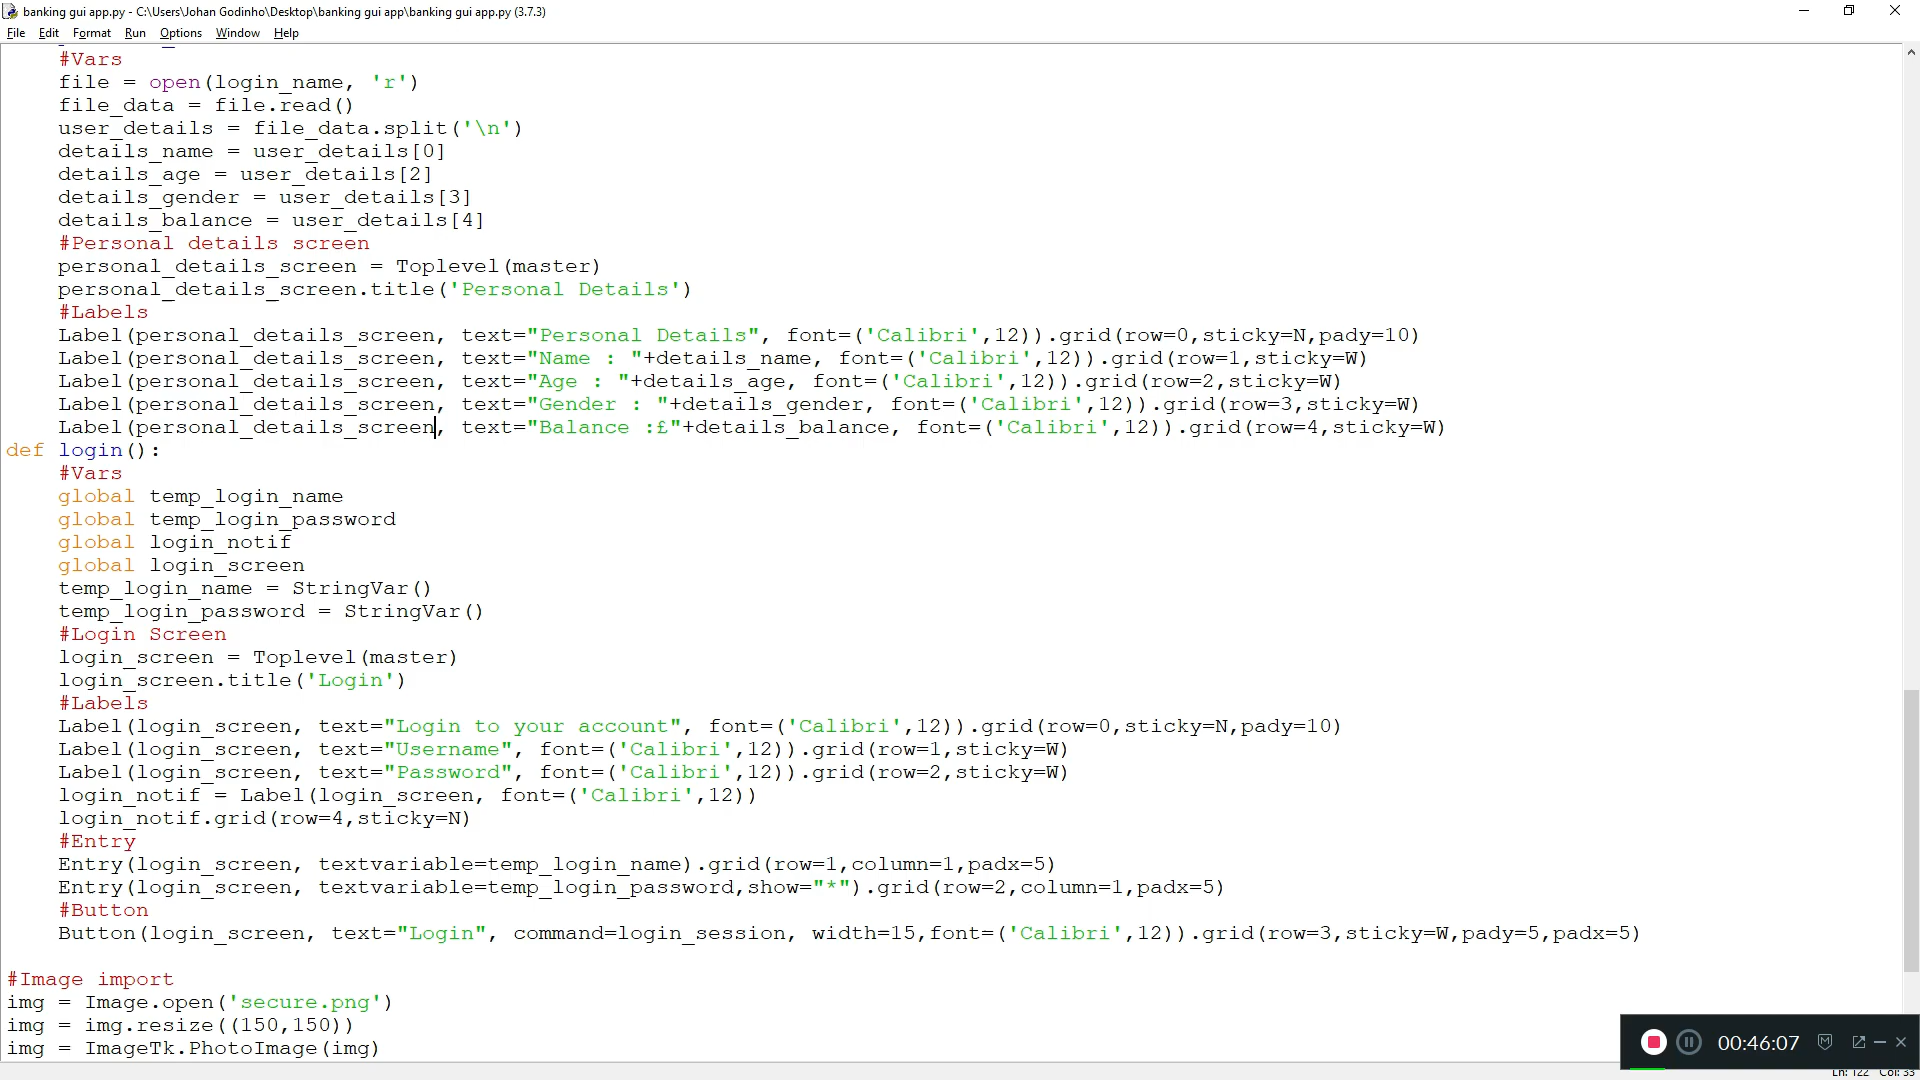 banking gui app.py - C:\Users\Johan Godinho\Desktop\banking gui app\banking gui app.py (3.7.3)
File Edit Format Run Options Window Help
    #Vars
    file = open(login_name, 'r')
    file_data = file.read()
    user_details = file_data.split('\n')
    details_name = user_details[0]
    details_age = user_details[2]
    details_gender = user_details[3]
    details_balance = user_details[4]
    #Personal details screen
    personal_details_screen = Toplevel(master)
    personal_details_screen.title('Personal Details')
    #Labels
    Label(personal_details_screen, text="Personal Details", font=('Calibri',12)).grid(row=0,sticky=N,pady=10)
    Label(personal_details_screen, text="Name : "+details_name, font=('Calibri',12)).grid(row=1,sticky=W)
    Label(personal_details_screen, text="Age : "+details_age, font=('Calibri',12)).grid(row=2,sticky=W)
    Label(personal_details_screen, text="Gender : "+details_gender, font=('Calibri',12)).grid(row=3,sticky=W)
    Label(personal_details_screen, text="Balance :£"+details_balance, font=('Calibri',12)).grid(row=4,sticky=W)
def login():
    #Vars
    global temp_login_name
    global temp_login_password
    global login_notif
    global login_screen
    temp_login_name = StringVar()
    temp_login_password = StringVar()
    #Login Screen
    login_screen = Toplevel(master)
    login_screen.title('Login')
    #Labels
    Label(login_screen, text="Login to your account", font=('Calibri',12)).grid(row=0,sticky=N,pady=10)
    Label(login_screen, text="Username", font=('Calibri',12)).grid(row=1,sticky=W)
    Label(login_screen, text="Password", font=('Calibri',12)).grid(row=2,sticky=W)
    login_notif = Label(login_screen, font=('Calibri',12))
    login_notif.grid(row=4,sticky=N)
    #Entry
    Entry(login_screen, textvariable=temp_login_name).grid(row=1,column=1,padx=5)
    Entry(login_screen, textvariable=temp_login_password,show="*").grid(row=2,column=1,padx=5)
    #Button
    Button(login_screen, text="Login", command=login_session, width=15,font=('Calibri',12)).grid(row=3,sticky=W,pady=5,padx=5)
#Image import
img = Image.open('secure.png')
img = img.resize((150,150))
img = ImageTk.PhotoImage(img)
00:46:07
Ln: 122 Col: 33